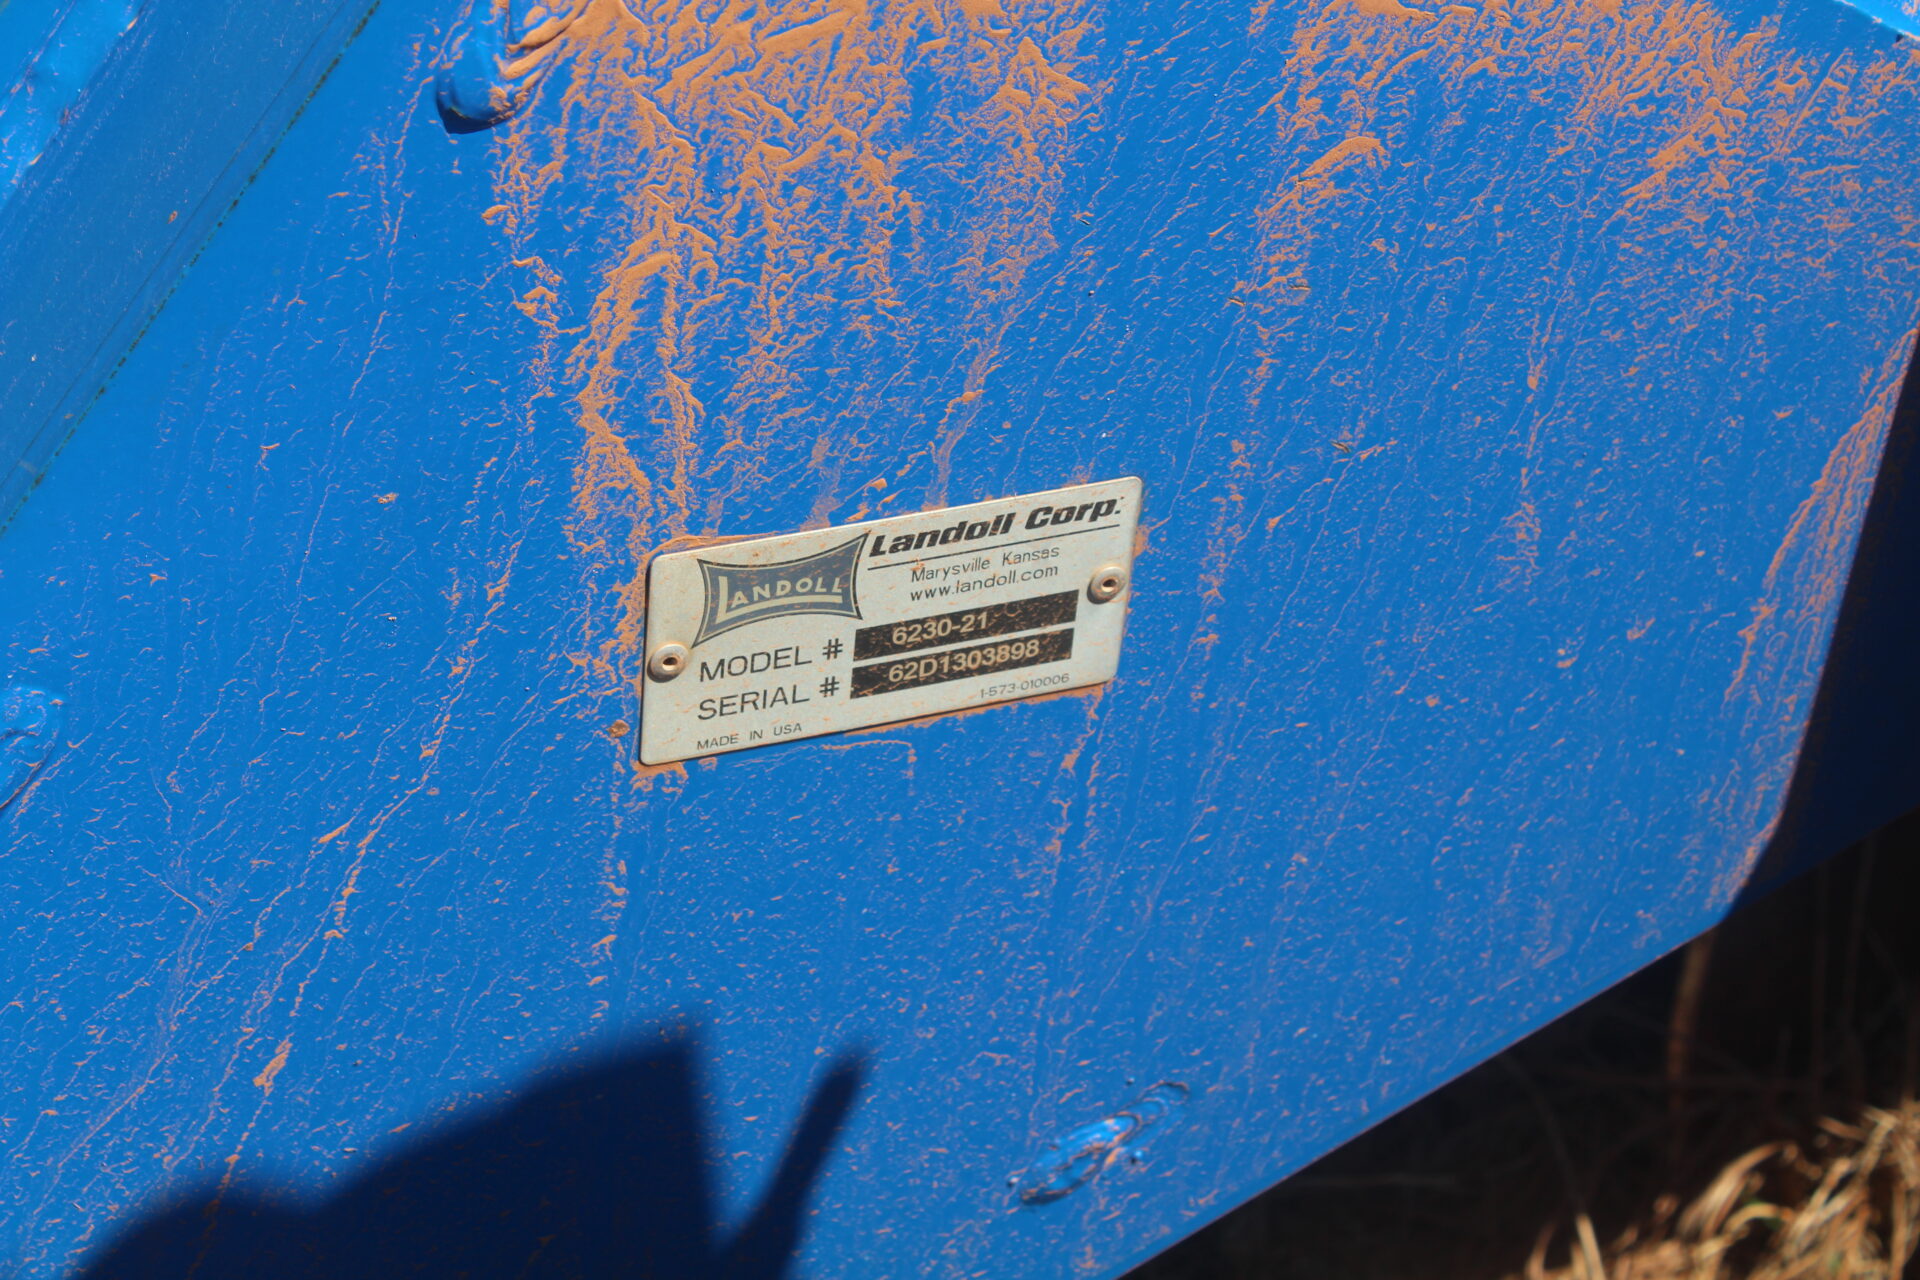 LANDOLL
Landoll Corp.
Marysville Kansas
www.landoll.com
MODEL # 6230-21
SERIAL # 62D1303898
MADE IN USA 1-573-010006